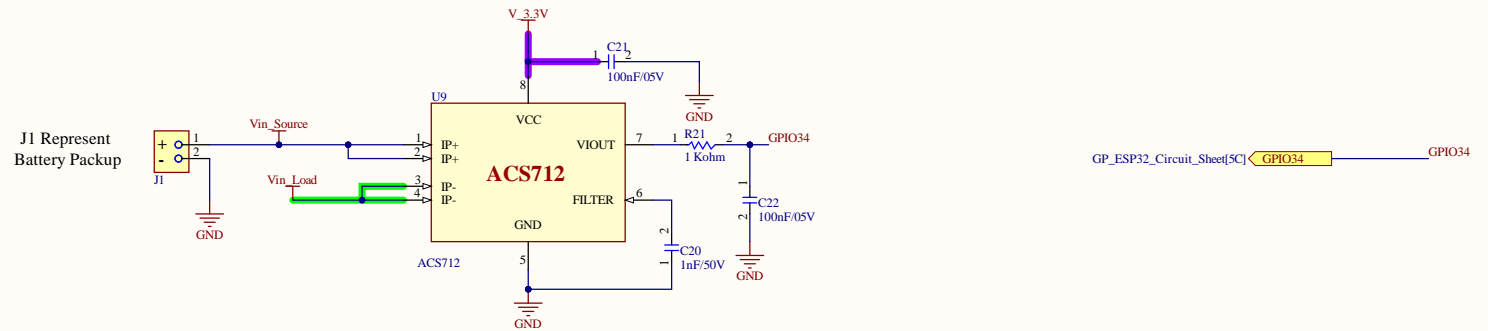 V_3.3V
C21
1
2
100nF/05V
8
GND
U9
VCC
J1 Represent
Battery Packup
+
-
1
2
J1
GND
Vin_Source
1
IP+
2
IP+
Vin_Load
3
IP-
4
IP-
ACS712
VIOUT
7
1
R21
2
1 Kohm
GPIO34
FILTER
6
GND
5
ACS712
GND
2
C20
1
1nF/50V
1
C22
2
100nF/05V
GND
GP_ESP32_Circuit_Sheet[5C]
GPIO34
GPIO34